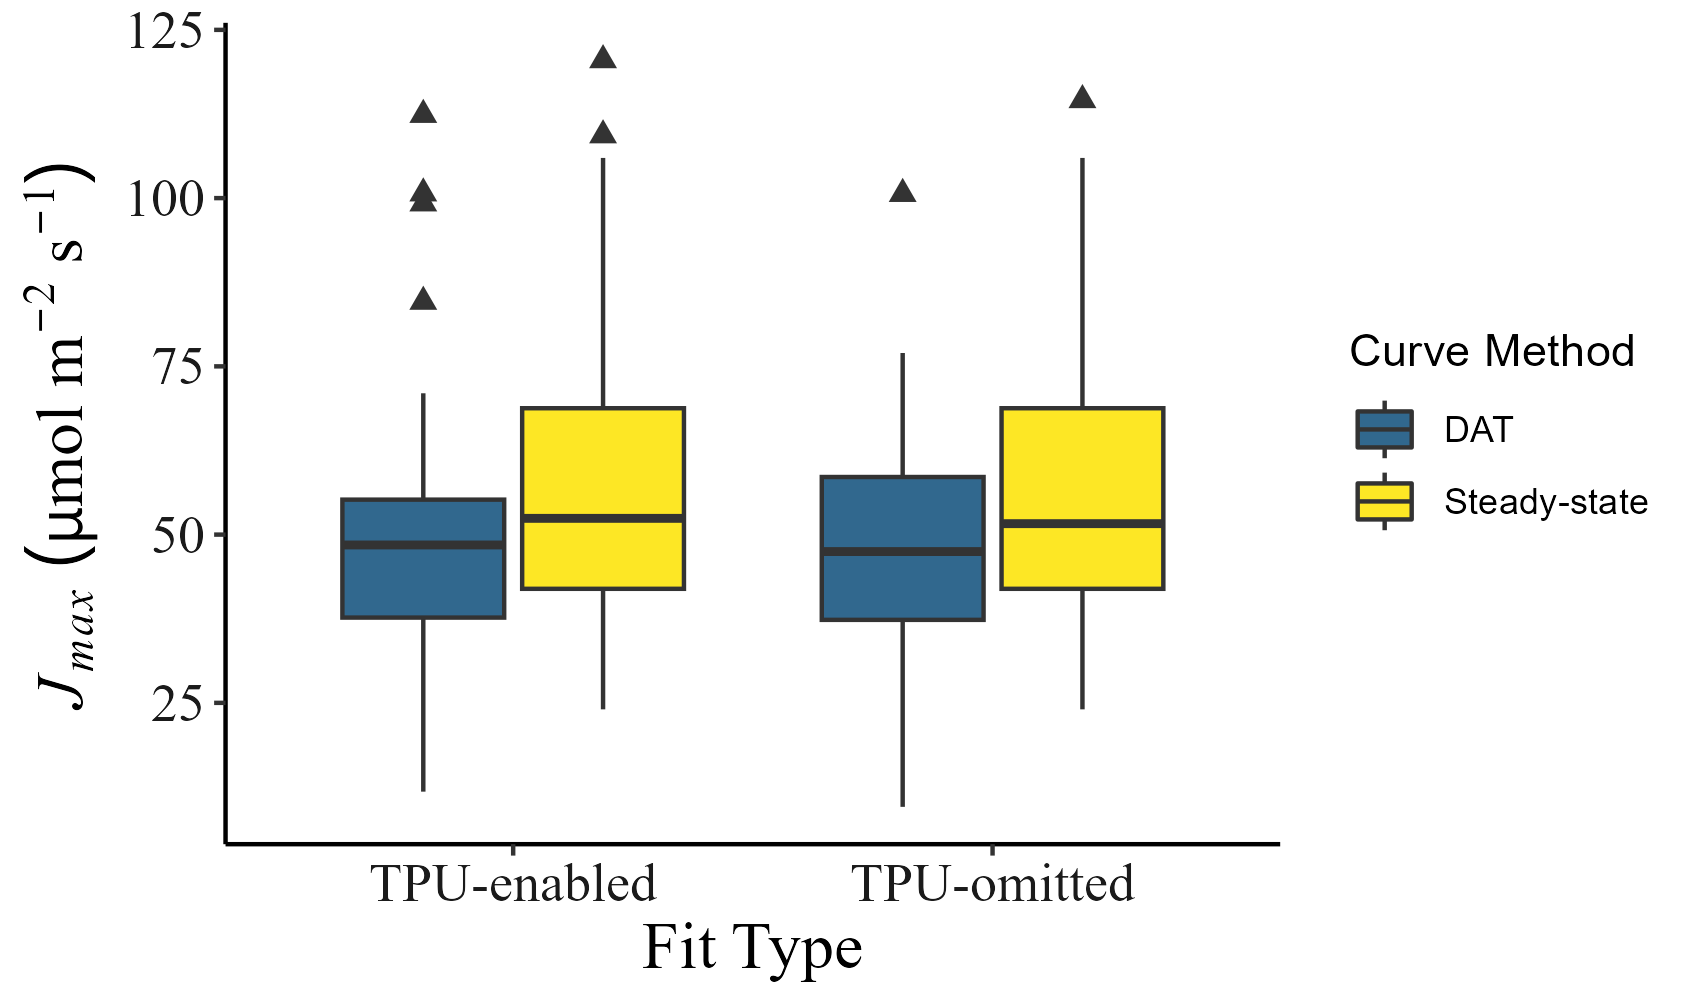 125
100
75
50
25
Jmax (μmol m⁻² s⁻¹)
TPU-enabled
TPU-omitted
Fit Type
Curve Method
DAT
Steady-state